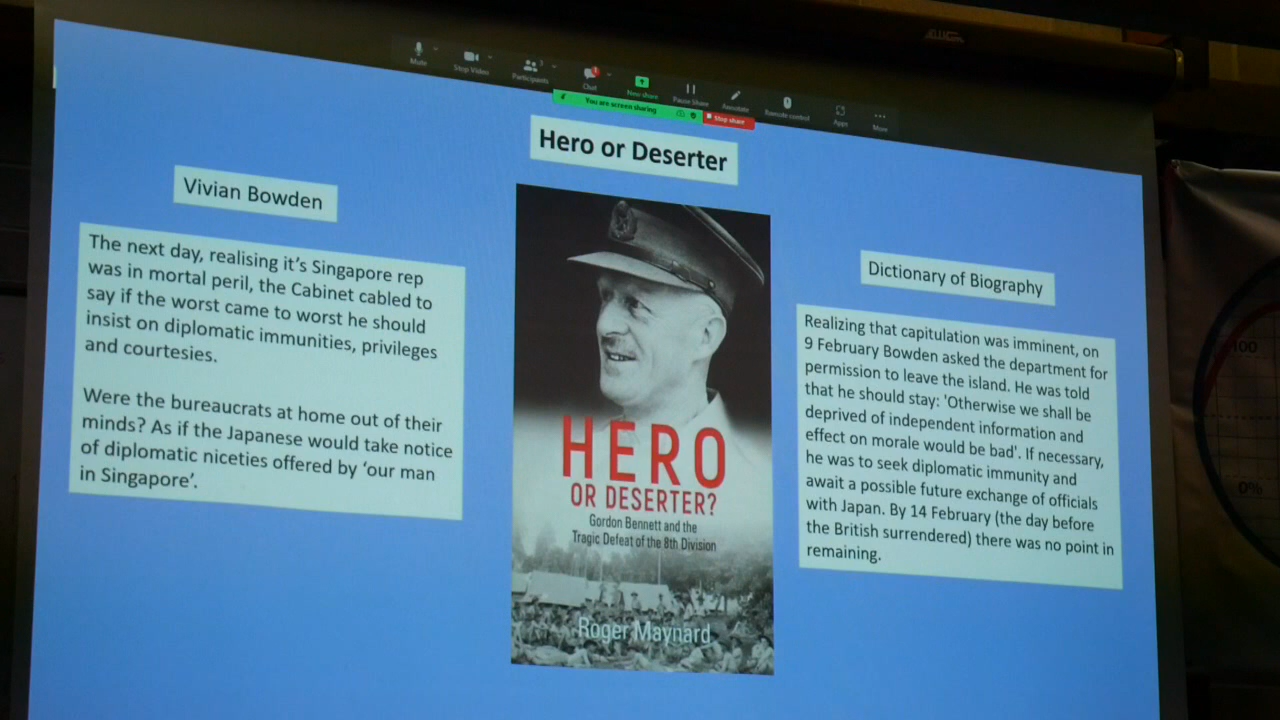 Mute
Stop Video
Participants
Chat
New share
Pause Share
Annotate
Remote control
Apps
More
You are screen sharing
Stop share
Hero or Deserter
Vivian Bowden
The next day, realising it's Singapore rep
was in mortal peril, the Cabinet cabled to
say if the worst came to worst he should
insist on diplomatic immunities, privileges
and courtesies.
Were the bureaucrats at home out of their
minds? As if the Japanese would take notice
of diplomatic niceties offered by 'our man
in Singapore'.
HERO
OR DESERTER?
Gordon Bennett and the
Tragic Defeat of the 8th Division
Roger Maynard
Dictionary of Biography
Realizing that capitulation was imminent, on
9 February Bowden asked the department for
permission to leave the island. He was told
that he should stay: 'Otherwise we shall be
deprived of independent information and
effect on morale would be bad'. If necessary,
he was to seek diplomatic immunity and
await a possible future exchange of officials
with Japan. By 14 February (the day before
the British surrendered) there was no point in
remaining.
100
0%